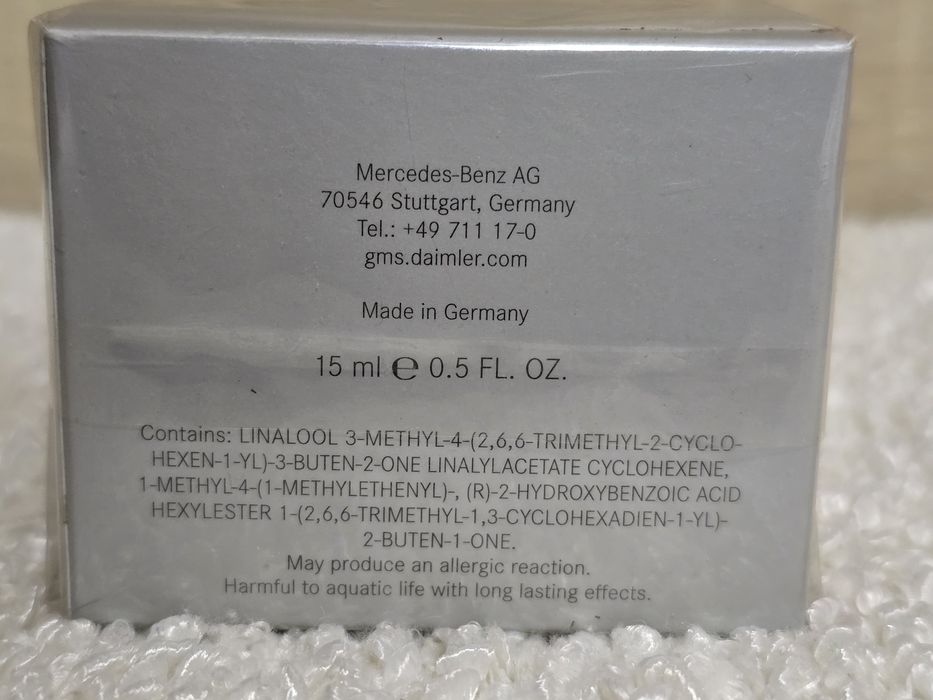 Mercedes-Benz AG
70546 Stuttgart, Germany
Tel.: +49 711 17-0
gms.daimler.com
Made in Germany
15 ml ℮ 0.5 FL. OZ.
Contains: LINALOOL 3-METHYL-4-(2,6,6-TRIMETHYL-2-CYCLO-
HEXEN-1-YL)-3-BUTEN-2-ONE LINALYLACETATE CYCLOHEXENE,
1-METHYL-4-(1-METHYLETHENYL)-, (R)-2-HYDROXYBENZOIC ACID
HEXYLESTER 1-(2,6,6-TRIMETHYL-1,3-CYCLOHEXADIEN-1-YL)-
2-BUTEN-1-ONE.
May produce an allergic reaction.
Harmful to aquatic life with long lasting effects.